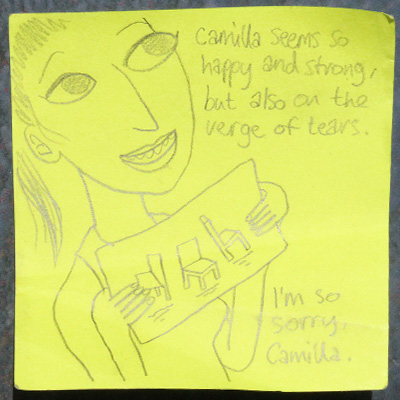 Camilla seems so
happy and strong,
but also on the
verge of tears.
I'm so
sorry,
Camilla.